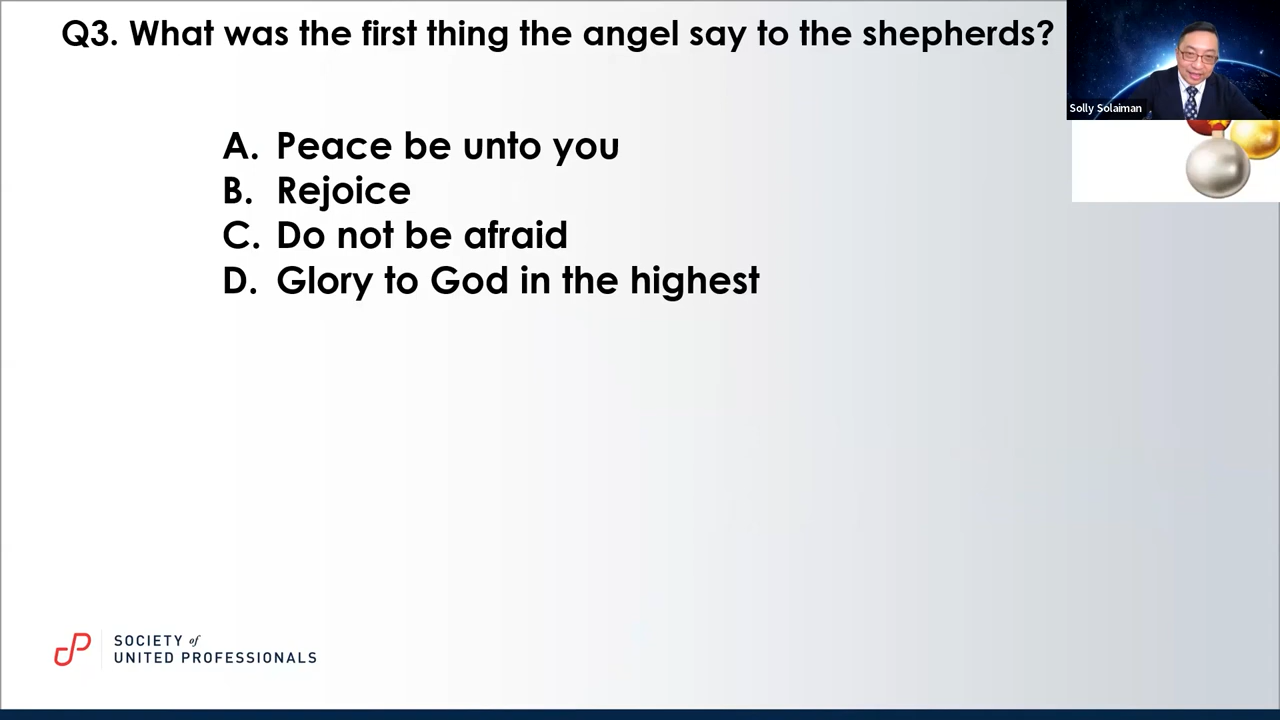 Q3. What was the first thing the angel say to the shepherds?
Solly Solaiman
A. Peace be unto you
B. Rejoice
C. Do not be afraid
D. Glory to God in the highest
SOCIETY of
UNITED PROFESSIONALS